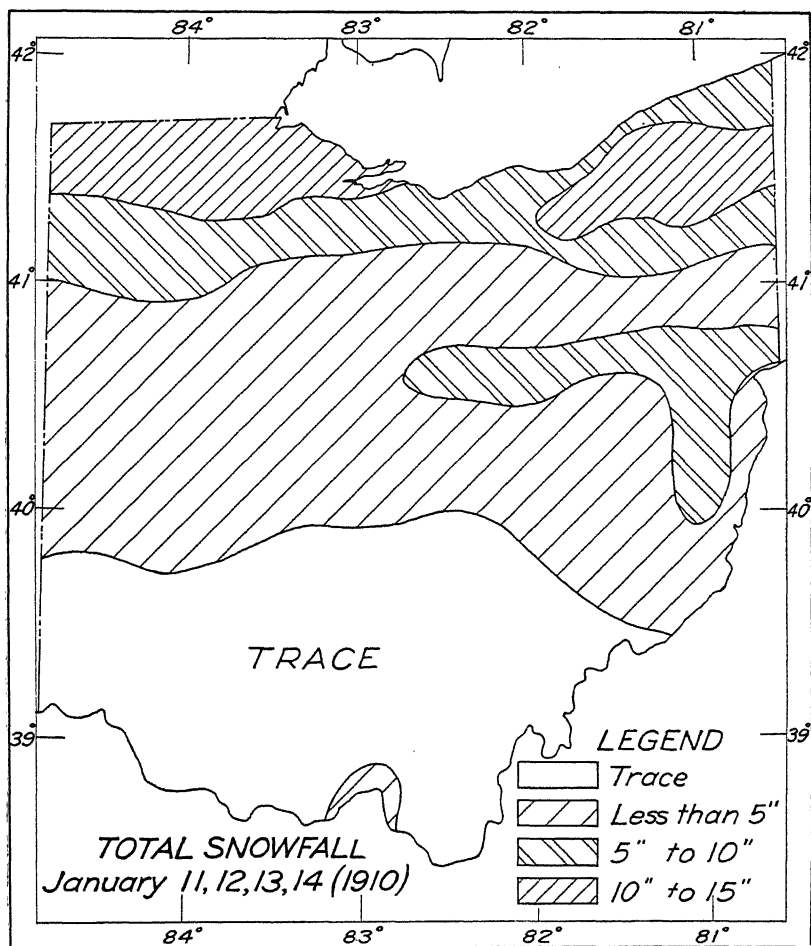 84° 83° 82° 81°
42° 42°
41° 41°
40° 40°
TRACE
39° 39°
LEGEND
Trace
Less than 5"
5" to 10"
10" to 15"
TOTAL SNOWFALL
January 11, 12, 13, 14 (1910)
84° 83° 82° 81°